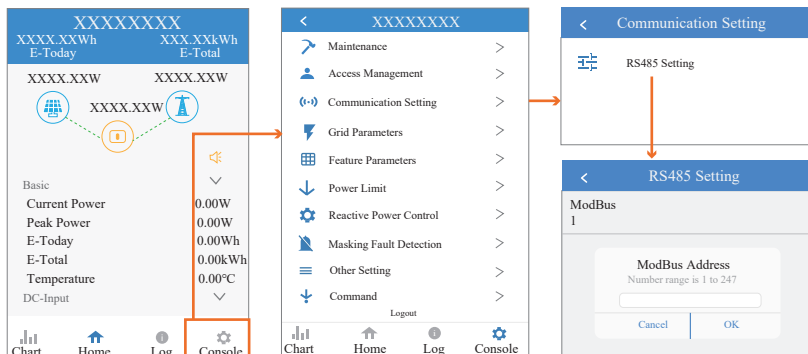 XXXXXXXX
XXXX.XXWh XXX.XXkWh
E-Today E-Total
XXXX.XXW XXXX.XXW
XXXX.XXW
Basic
Current Power 0.00W
Peak Power 0.00W
E-Today 0.00Wh
E-Total 0.00kWh
Temperature 0.00°C
DC-Input
Chart Home Log Console
XXXXXXXX
Maintenance
Access Management
Communication Setting
Grid Parameters
Feature Parameters
Power Limit
Reactive Power Control
Masking Fault Detection
Other Setting
Command
Logout
Chart Home Log Console
Communication Setting
RS485 Setting
RS485 Setting
ModBus
1
ModBus Address
Number range is 1 to 247
Cancel OK